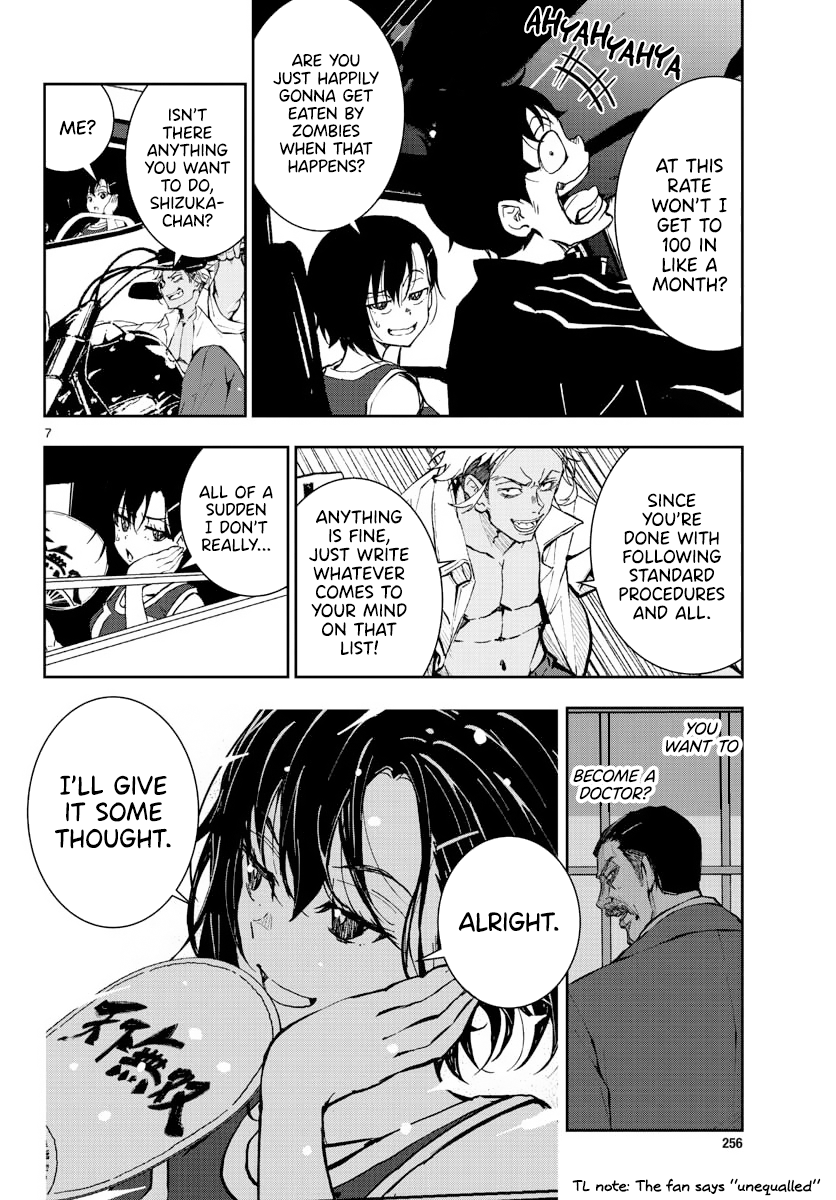 AHYAHYAHYA
AT THIS
RATE
WON'T I
GET TO
100 IN
LIKE A
MONTH?
ARE YOU
JUST HAPPILY
GONNA GET
EATEN BY
ZOMBIES
WHEN THAT
HAPPENS?
ISN'T
THERE
ANYTHING
YOU WANT
TO DO,
SHIZUKA-
CHAN?
ME?
7
SINCE
YOU'RE
DONE WITH
FOLLOWING
STANDARD
PROCEDURES
AND ALL.
ANYTHING
IS FINE,
JUST WRITE
WHATEVER
COMES TO
YOUR MIND
ON THAT
LIST!
ALL OF A
SUDDEN
I DON'T
REALLY...
YOU
WANT TO
BECOME A
DOCTOR?
ALRIGHT.
I'LL GIVE
IT SOME
THOUGHT.
256
TL note: The fan says "unequalled"